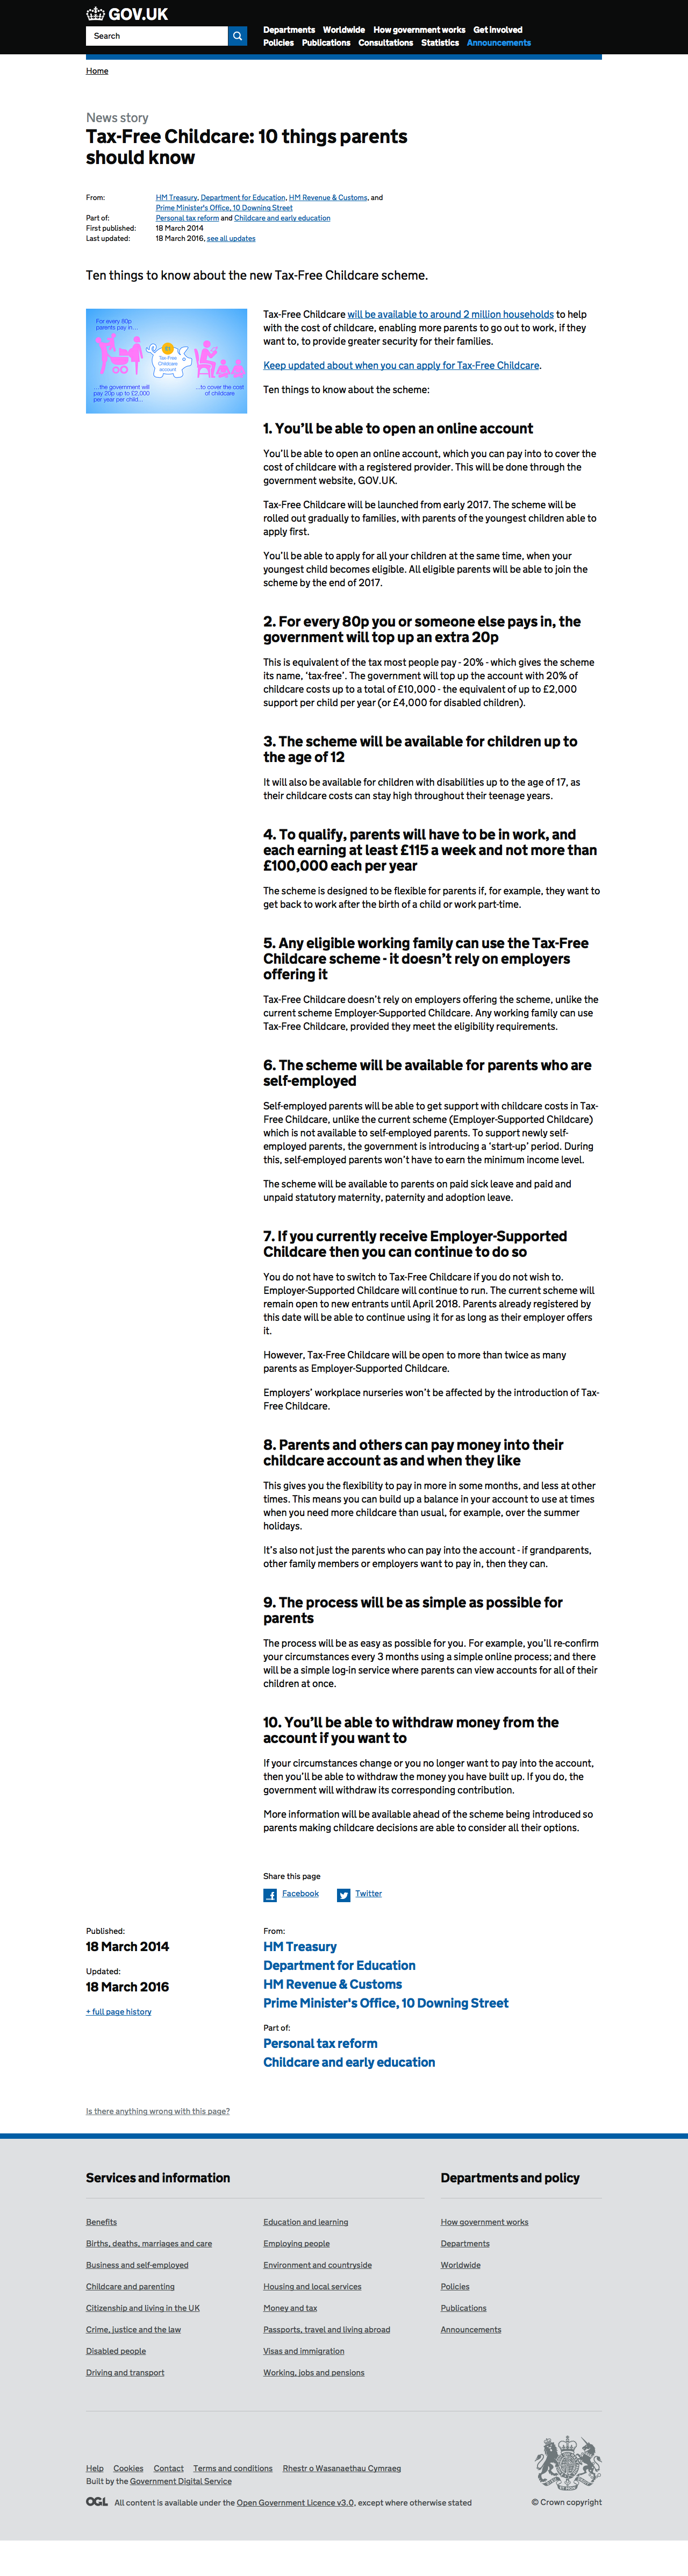 GOV.UK
Search
Departments Worldwide How government works Get involved
Policies Publications Consultations Statistics Announcements
Home
News story
Tax-Free Childcare: 10 things parents
should know
From: HM Treasury, Department for Education, HM Revenue & Customs, and
Prime Minister's Office, 10 Downing Street
Part of: Personal tax reform and Childcare and early education
First published: 18 March 2014
Last updated: 18 March 2016, see all updates
Ten things to know about the new Tax-Free Childcare scheme.
For every 80p
parents pay in...
Tax-Free
Childcare
account
...the government will
pay 20p up to £2,000
per year per child...
...to cover the cost
of childcare
Tax-Free Childcare will be available to around 2 million households to help
with the cost of childcare, enabling more parents to go out to work, if they
want to, to provide greater security for their families.
Keep updated about when you can apply for Tax-Free Childcare.
Ten things to know about the scheme:
1. You'll be able to open an online account
You'll be able to open an online account, which you can pay into to cover the
cost of childcare with a registered provider. This will be done through the
government website, GOV.UK.
Tax-Free Childcare will be launched from early 2017. The scheme will be
rolled out gradually to families, with parents of the youngest children able to
apply first.
You'll be able to apply for all your children at the same time, when your
youngest child becomes eligible. All eligible parents will be able to join the
scheme by the end of 2017.
2. For every 80p you or someone else pays in, the
government will top up an extra 20p
This is equivalent of the tax most people pay - 20% - which gives the scheme
its name, 'tax-free'. The government will top up the account with 20% of
childcare costs up to a total of £10,000 - the equivalent of up to £2,000
support per child per year (or £4,000 for disabled children).
3. The scheme will be available for children up to
the age of 12
It will also be available for children with disabilities up to the age of 17, as
their childcare costs can stay high throughout their teenage years.
4. To qualify, parents will have to be in work, and
each earning at least £115 a week and not more than
£100,000 each per year
The scheme is designed to be flexible for parents if, for example, they want to
get back to work after the birth of a child or work part-time.
5. Any eligible working family can use the Tax-Free
Childcare scheme - it doesn't rely on employers
offering it
Tax-Free Childcare doesn't rely on employers offering the scheme, unlike the
current scheme Employer-Supported Childcare. Any working family can use
Tax-Free Childcare, provided they meet the eligibility requirements.
6. The scheme will be available for parents who are
self-employed
Self-employed parents will be able to get support with childcare costs in Tax-
Free Childcare, unlike the current scheme (Employer-Supported Childcare)
which is not available to self-employed parents. To support newly self-
employed parents, the government is introducing a 'start-up' period. During
this, self-employed parents won't have to earn the minimum income level.
The scheme will be available to parents on paid sick leave and paid and
unpaid statutory maternity, paternity and adoption leave.
7. If you currently receive Employer-Supported
Childcare then you can continue to do so
You do not have to switch to Tax-Free Childcare if you do not wish to.
Employer-Supported Childcare will continue to run. The current scheme will
remain open to new entrants until April 2018. Parents already registered by
this date will be able to continue using it for as long as their employer offers
it.
However, Tax-Free Childcare will be open to more than twice as many
parents as Employer-Supported Childcare.
Employers' workplace nurseries won't be affected by the introduction of Tax-
Free Childcare.
8. Parents and others can pay money into their
childcare account as and when they like
This gives you the flexibility to pay in more in some months, and less at other
times. This means you can build up a balance in your account to use at times
when you need more childcare than usual, for example, over the summer
holidays.
It's also not just the parents who can pay into the account - if grandparents,
other family members or employers want to pay in, then they can.
9. The process will be as simple as possible for
parents
The process will be as easy as possible for you. For example, you'll re-confirm
your circumstances every 3 months using a simple online process; and there
will be a simple log-in service where parents can view accounts for all of their
children at once.
10. You'll be able to withdraw money from the
account if you want to
If your circumstances change or you no longer want to pay into the account,
then you'll be able to withdraw the money you have built up. If you do, the
government will withdraw its corresponding contribution.
More information will be available ahead of the scheme being introduced so
parents making childcare decisions are able to consider all their options.
Share this page
Facebook Twitter
Published:
18 March 2014
Updated:
18 March 2016
+ full page history
From:
HM Treasury
Department for Education
HM Revenue & Customs
Prime Minister's Office, 10 Downing Street
Part of:
Personal tax reform
Childcare and early education
Is there anything wrong with this page?
Services and information
Benefits
Births, deaths, marriages and care
Business and self-employed
Childcare and parenting
Citizenship and living in the UK
Crime, justice and the law
Disabled people
Driving and transport
Education and learning
Employing people
Environment and countryside
Housing and local services
Money and tax
Passports, travel and living abroad
Visas and immigration
Working, jobs and pensions
Departments and policy
How government works
Departments
Worldwide
Policies
Publications
Announcements
Help Cookies Contact Terms and conditions Rhestr o Wasanaethau Cymraeg
Built by the Government Digital Service
OGL All content is available under the Open Government Licence v3.0, except where otherwise stated
© Crown copyright